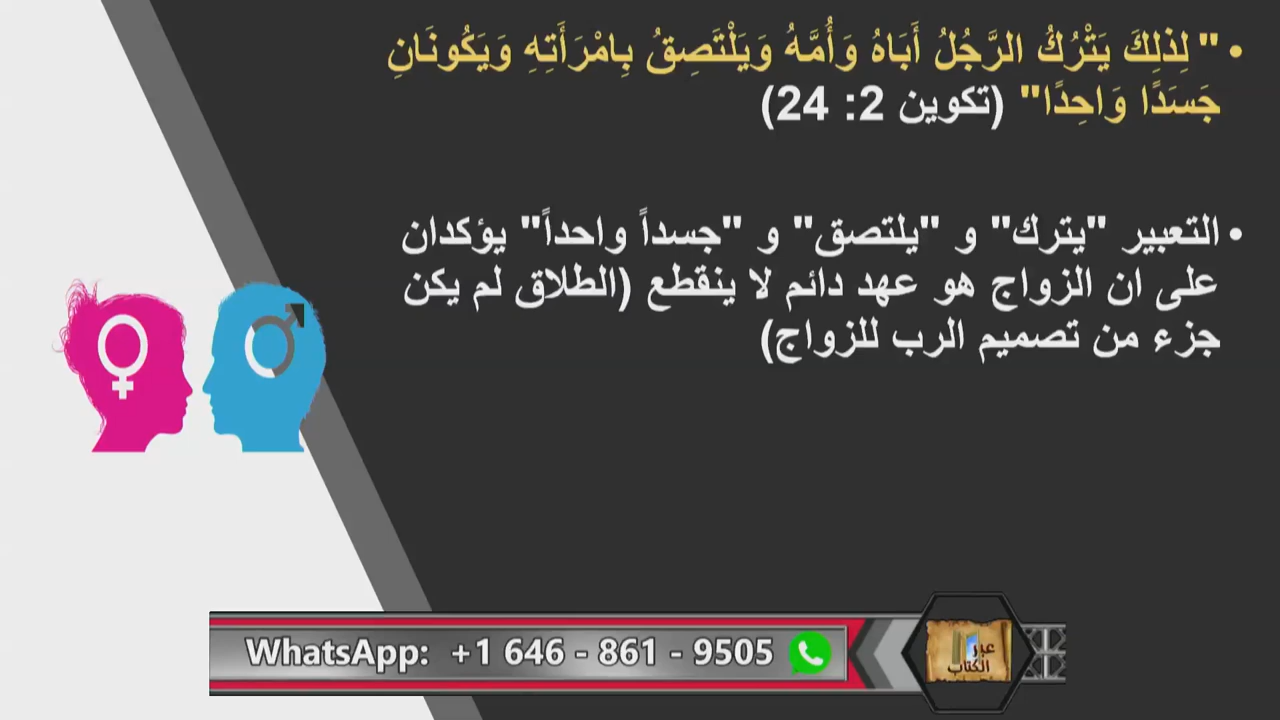 • " لِذلِكَ يَتْرُكُ الرَّجُلُ أَبَاهُ وَأُمَّهُ وَيَلْتَصِقُ بِامْرَأَتِهِ وَيَكُونَانِ
جَسَدًا وَاحِدًا" (تكوين 2: 24)
• التعبير "يترك" و "يلتصق" و "جسداً واحداً" يؤكدان
على ان الزواج هو عهد دائم لا ينقطع (الطلاق لم يكن
جزء من تصميم الرب للزواج)
WhatsApp: +1 646 - 861 - 9505
عبر
الكتاب